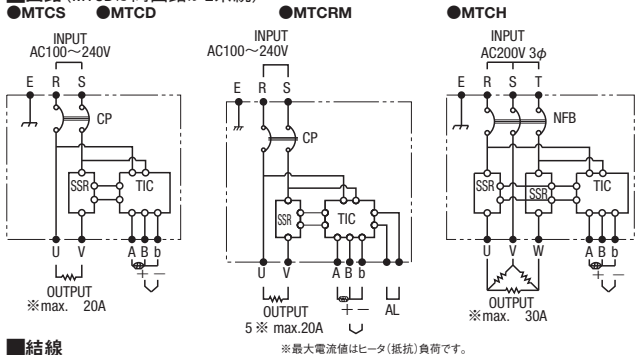 ●MTCS ●MTCD ●MTCRM ●MTCH
INPUT
AC100～240V
E R S
CP
SSR TIC
U V A B b
+ −
OUTPUT
※max. 20A
INPUT
AC100～240V
E R S
CP
SSR TIC
U V A B b
+ −
AL
OUTPUT
5 ※ max.20A
INPUT
AC200V 3φ
E R S T
NFB
SSR SSR TIC
U V W A B b
+ −
OUTPUT
※max. 30A
■結線
※最大電流値はヒータ(抵抗)負荷です。